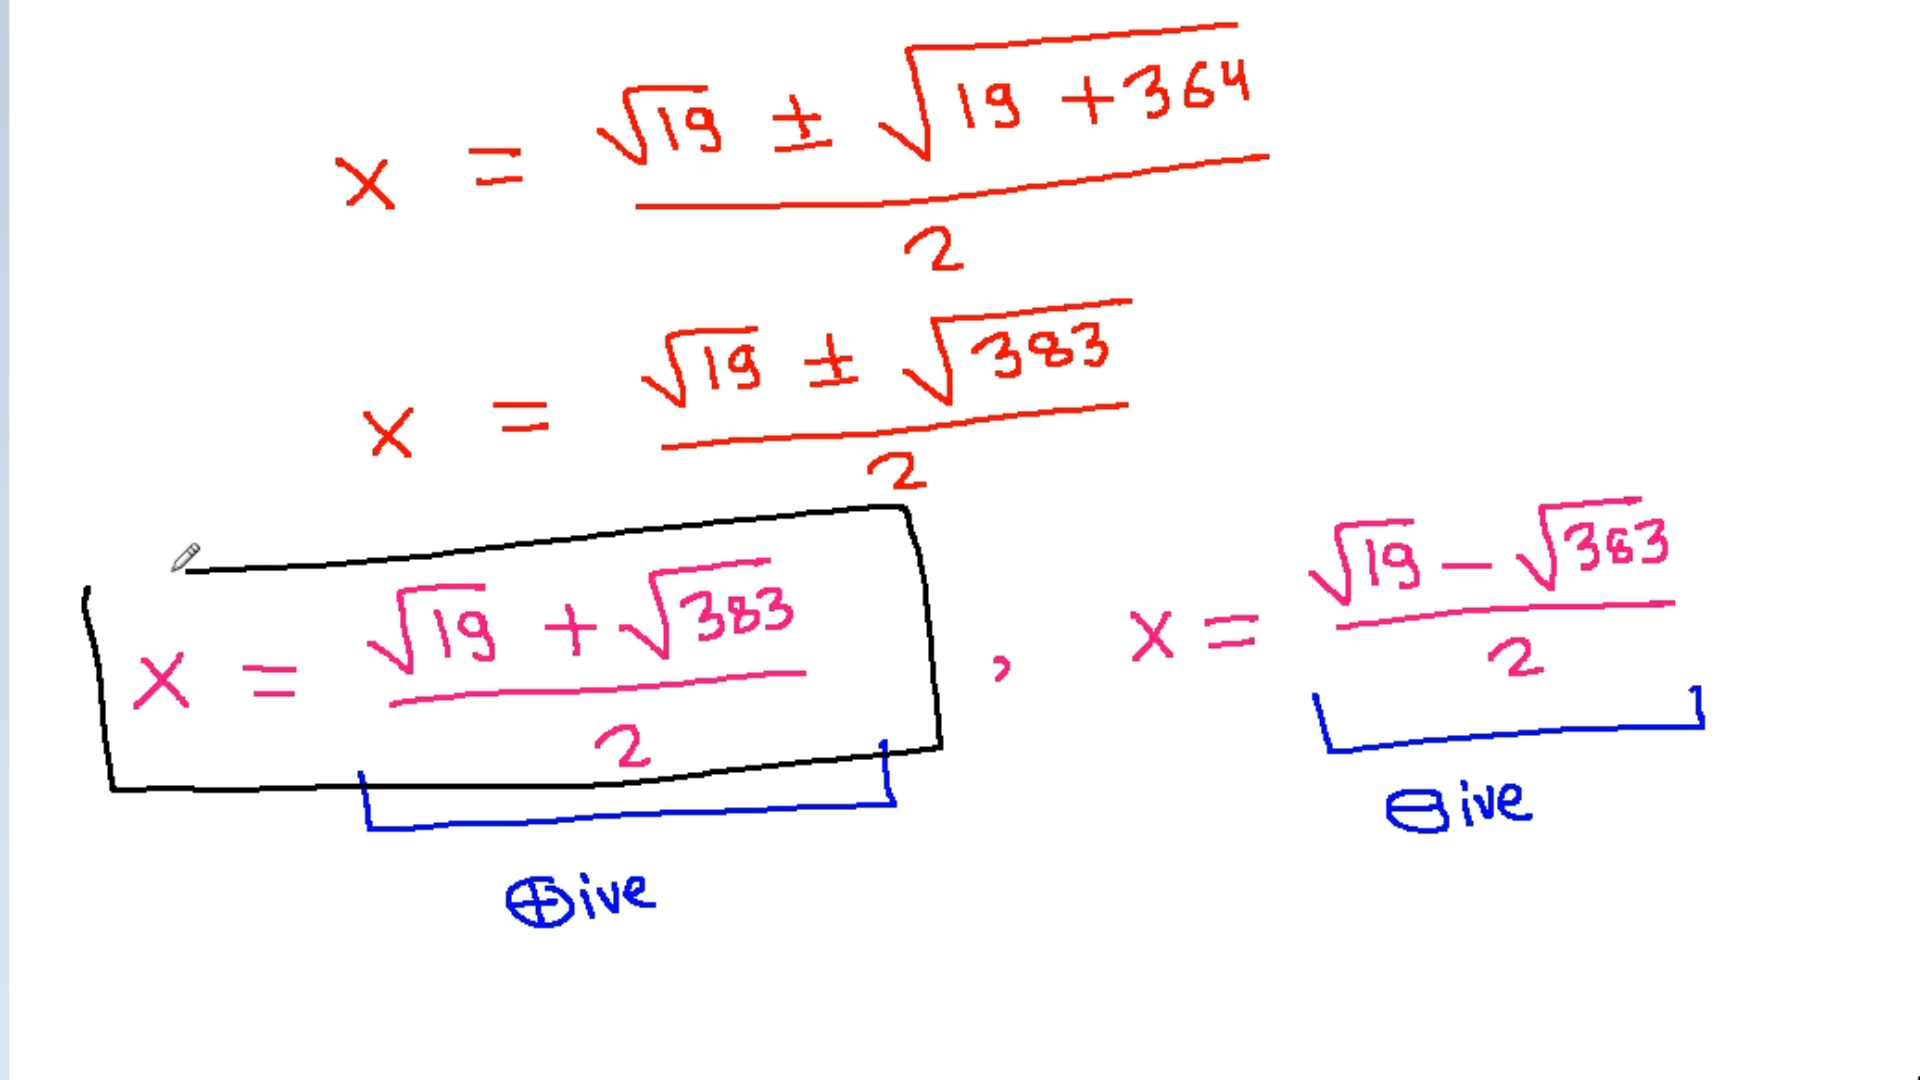 x = (√19 ± √(19 + 364)) / 2
x = (√19 ± √383) / 2
x = (√19 + √383) / 2 , x = (√19 − √383) / 2
⊖ive
⊕ive